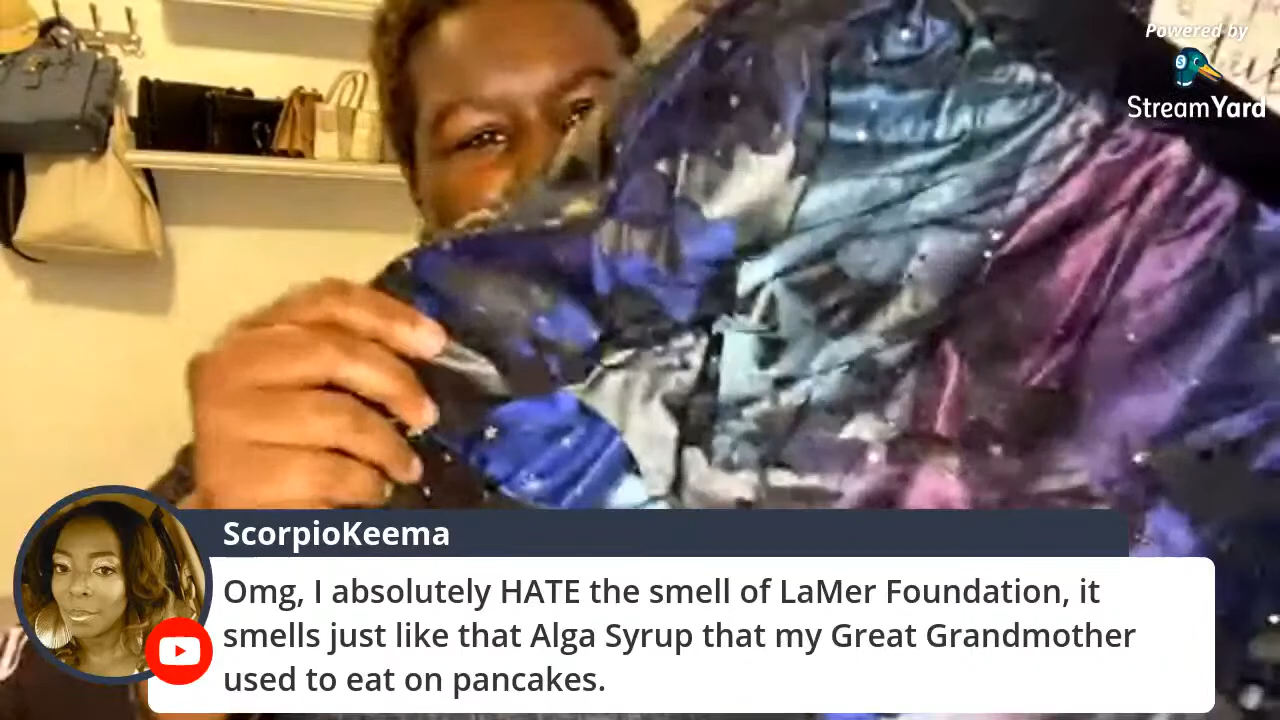 Powered by
StreamYard
ScorpioKeema
Omg, I absolutely HATE the smell of LaMer Foundation, it
smells just like that Alga Syrup that my Great Grandmother
used to eat on pancakes.